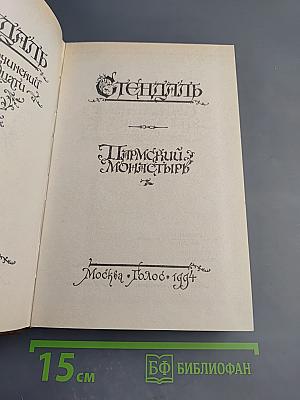 Стендаль
Пармский
монастырь
Москва • Голос • 1994
15 см
БФ БИБЛИОФАН